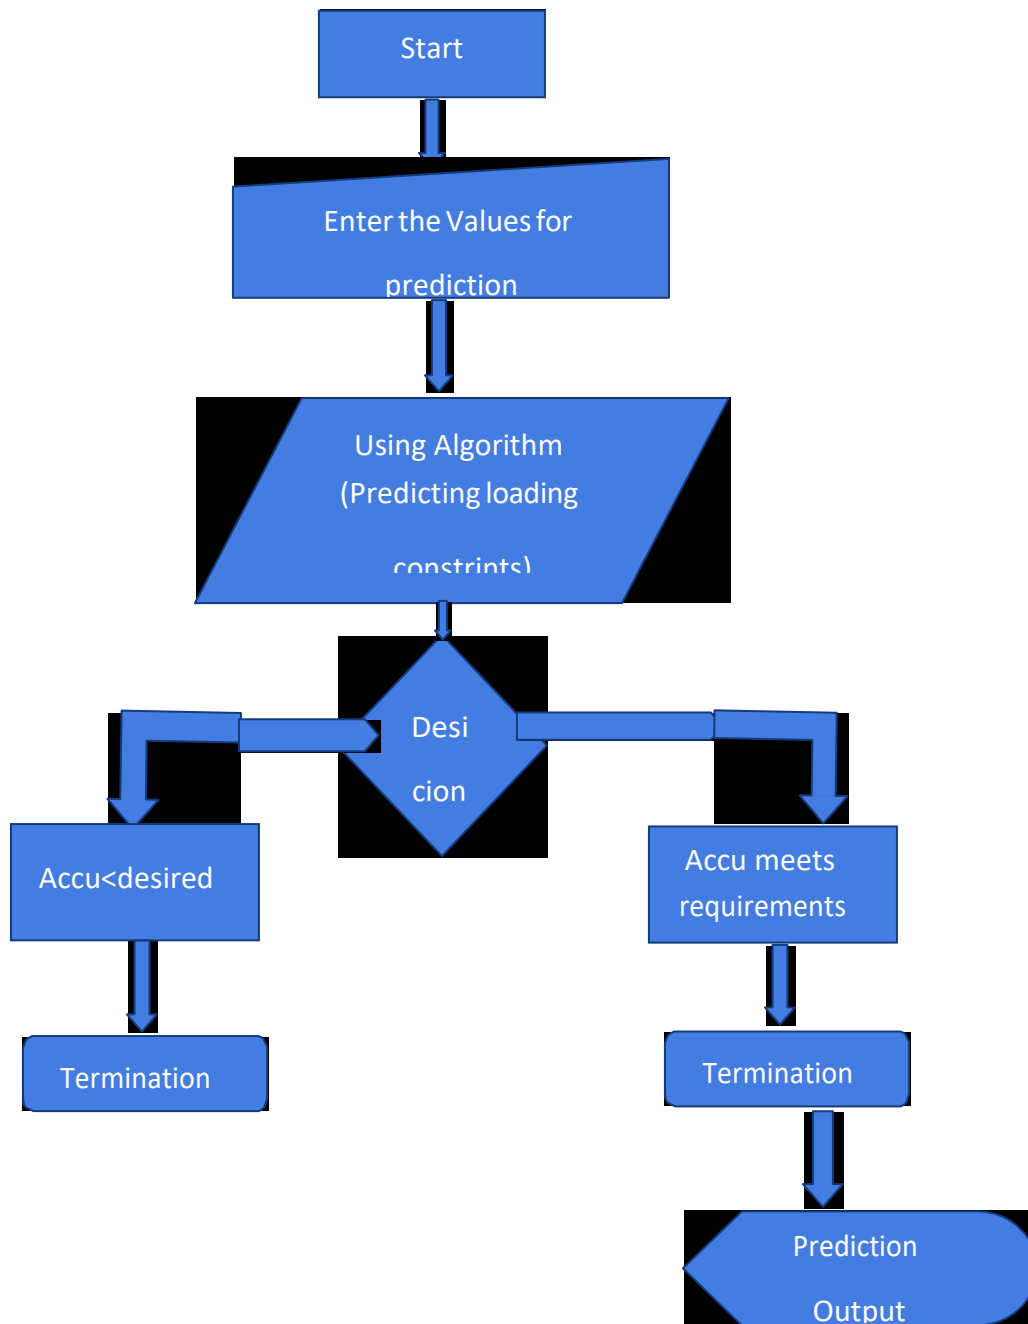 Start
Enter the Values for
prediction
Using Algorithm
(Predicting loading
constrints)
Desi
cion
Accu<desired
Accu meets
requirements
Termination
Termination
Prediction
Output